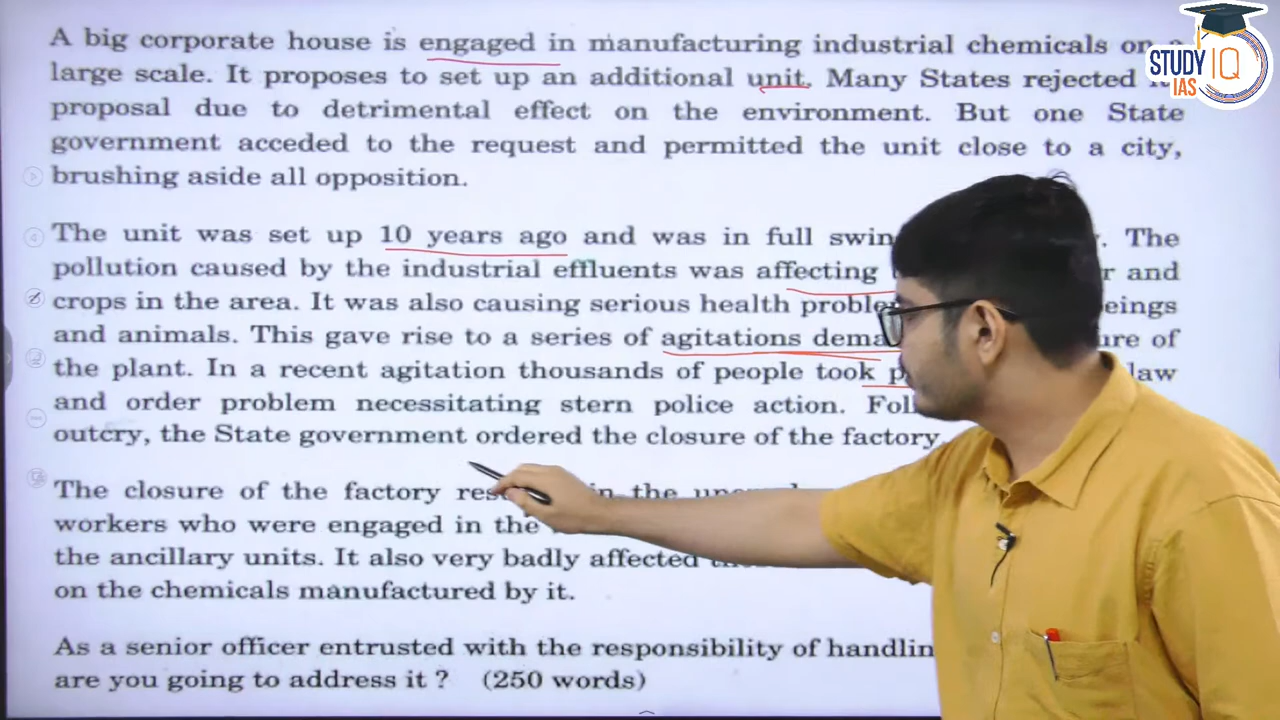 A big corporate house is engaged in manufacturing industrial chemicals on a
large scale. It proposes to set up an additional unit. Many States rejected
proposal due to detrimental effect on the environment. But one State
government acceded to the request and permitted the unit close to a city,
brushing aside all opposition.
The unit was set up 10 years ago and was in full The
pollution caused by the industrial effluents was affecting and
crops in the area. It was also causing serious health
and animals. This gave rise to a series of agitations of
the plant. In a recent agitation thousands of people took law
and order problem necessitating stern police action.
outcry, the State government ordered the closure of the factory.
The closure of the factory in the
workers who were engaged in the
the ancillary units. It also very badly affected
on the chemicals manufactured by it.
As a senior officer entrusted with the responsibility of
are you going to address it ? (250 words)
STUDY IQ
IAS